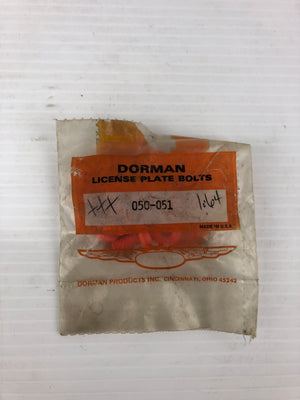 DORMAN
LICENSE PLATE BOLTS
XXX 050-051 1.64
MADE IN U.S.A.
DORMAN PRODUCTS INC. CINCINNATI, OHIO 45242